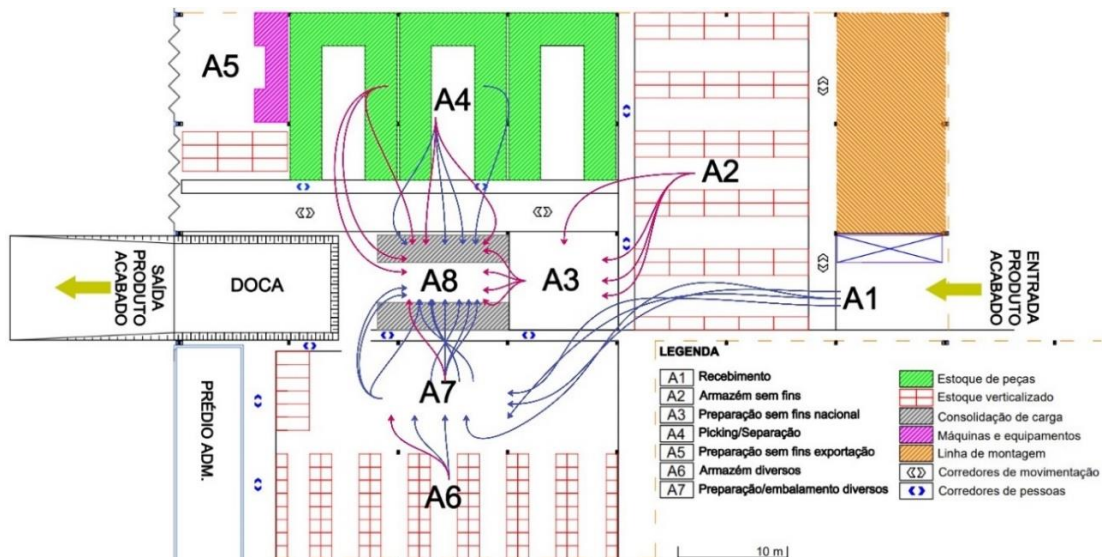 A5
A4
A2
A8
A3
A1
A7
A6
SAÍDA
PRODUTO
ACABADO
DOCA
PRÉDIO ADM.
ENTRADA
PRODUTO
ACABADO
LEGENDA
A1 Recebimento
A2 Armazém sem fins
A3 Preparação sem fins nacional
A4 Picking/Separação
A5 Preparação sem fins exportação
A6 Armazém diversos
A7 Preparação/embalamento diversos
Estoque de peças
Estoque verticalizado
Consolidação de carga
Máquinas e equipamentos
Linha de montagem
Corredores de movimentação
Corredores de pessoas
10 m